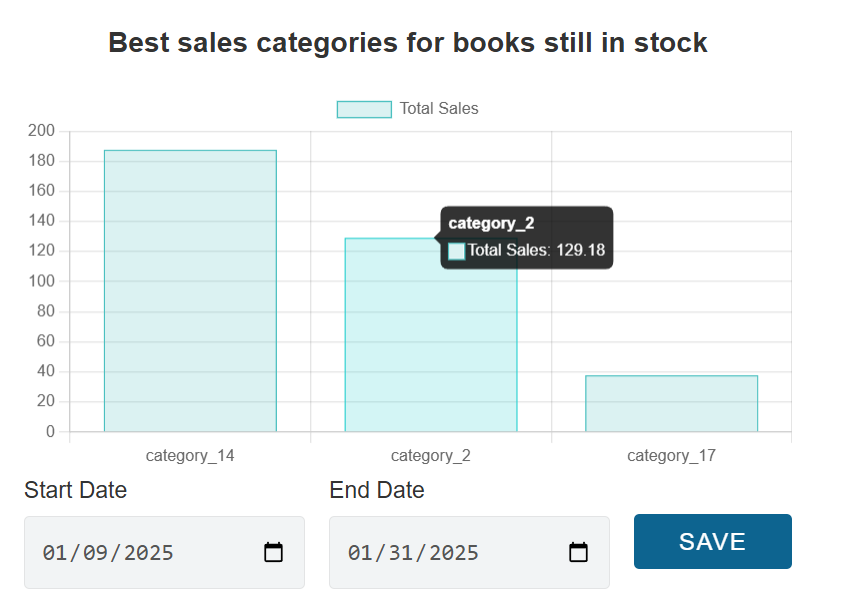 Best sales categories for books still in stock
Total Sales
200
180
160
140
120
100
80
60
40
20
0
category_2
Total Sales: 129.18
category_14 category_2 category_17
Start Date End Date
01/09/2025 01/31/2025 SAVE